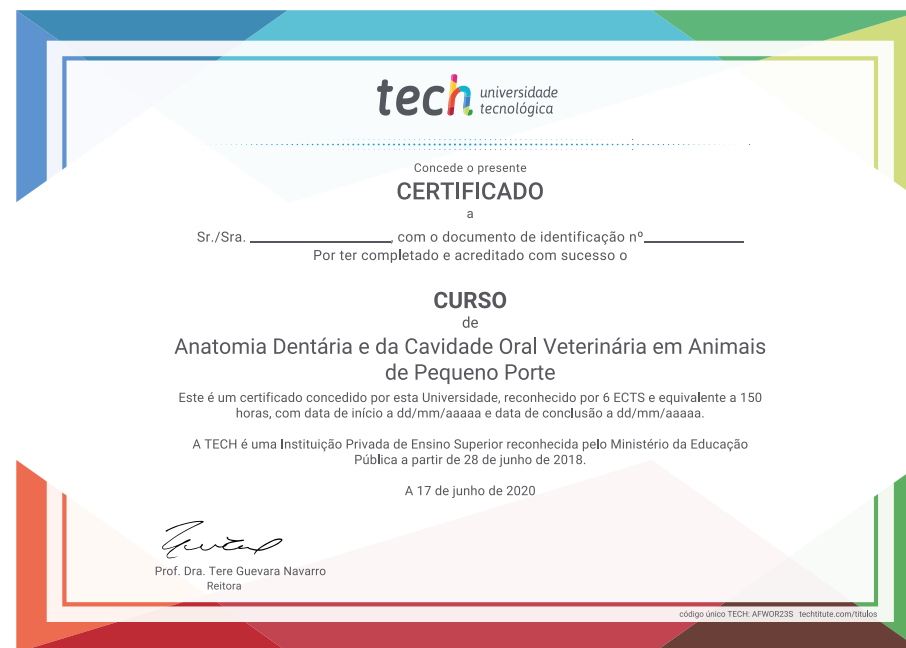 tech universidade
tecnológica
Concede o presente
CERTIFICADO
a
Sr./Sra. ____________, com o documento de identificação nº____________
Por ter completado e acreditado com sucesso o
CURSO
de
Anatomia Dentária e da Cavidade Oral Veterinária em Animais
de Pequeno Porte
Este é um certificado concedido por esta Universidade, reconhecido por 6 ECTS e equivalente a 150
horas, com data de início a dd/mm/aaaaa e data de conclusão a dd/mm/aaaaa.
A TECH é uma Instituição Privada de Ensino Superior reconhecida pelo Ministério da Educação
Pública a partir de 28 de junho de 2018.
A 17 de junho de 2020
Prof. Dra. Tere Guevara Navarro
Reitora
código único TECH: AFWOR23S techtitute.com/titulos